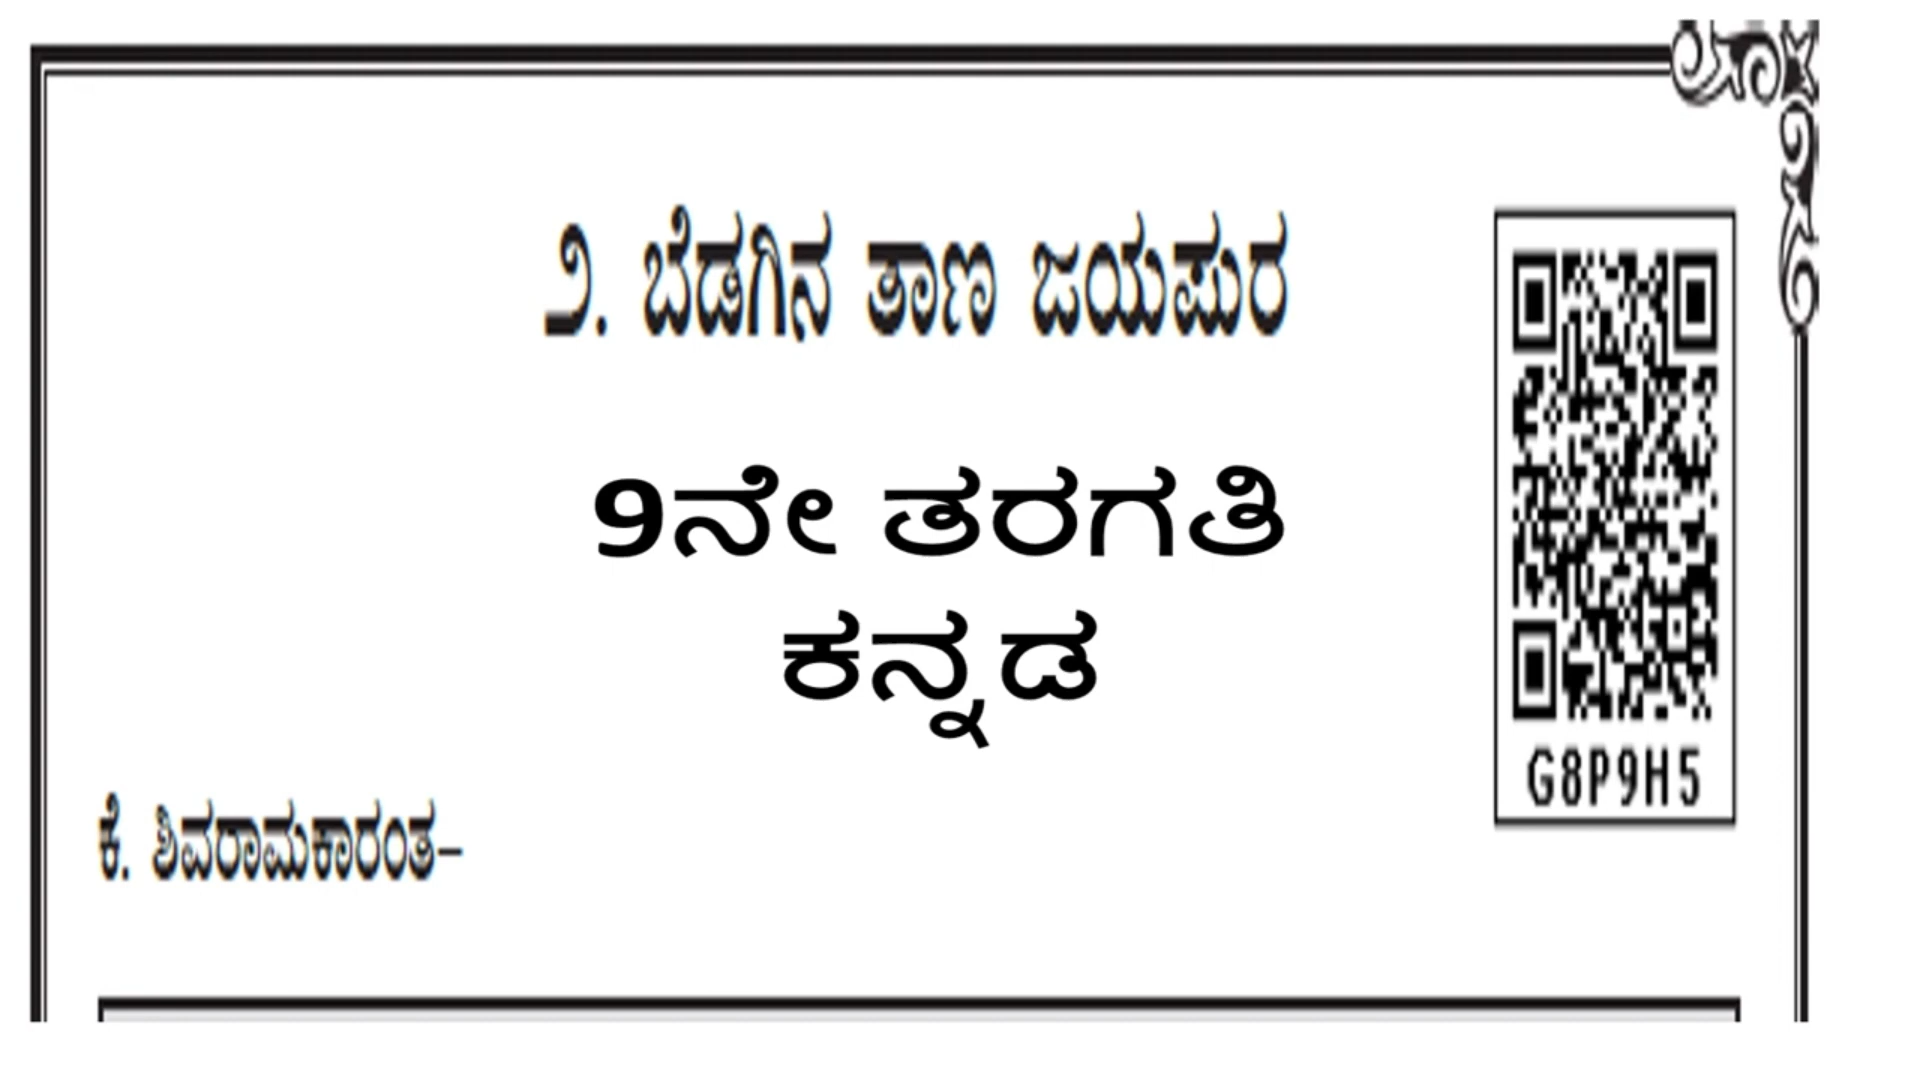 ೨. ಬೆಡಗಿನ ತಾಣ ಜಯಪುರ
9ನೇ ತರಗತಿ
ಕನ್ನಡ
G8P9H5
ಕೆ. ಶಿವರಾಮಕಾರಂತ–